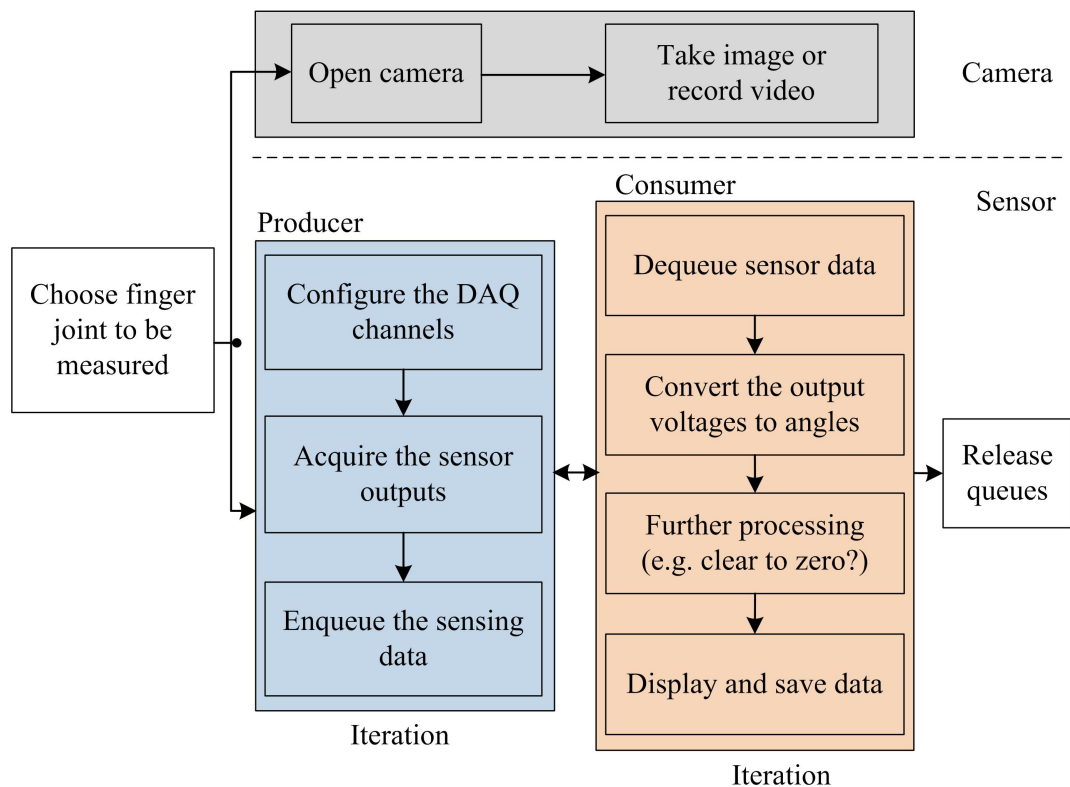 Open camera
Take image or
record video
Camera
Sensor
Choose finger
joint to be
measured
Producer
Configure the DAQ
channels
Acquire the sensor
outputs
Enqueue the sensing
data
Iteration
Consumer
Dequeue sensor data
Convert the output
voltages to angles
Further processing
(e.g. clear to zero?)
Display and save data
Iteration
Release
queues